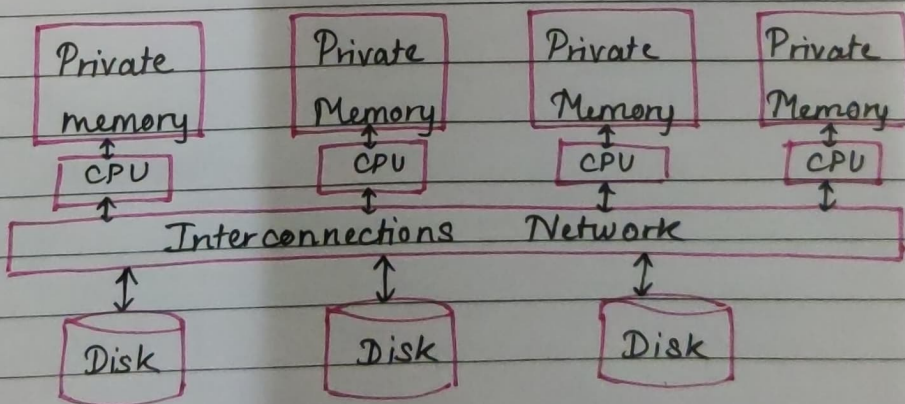 Private Private Private Private
memory Memory Memory Memory
CPU CPU CPU CPU
Interconnections Network
Disk Disk Disk